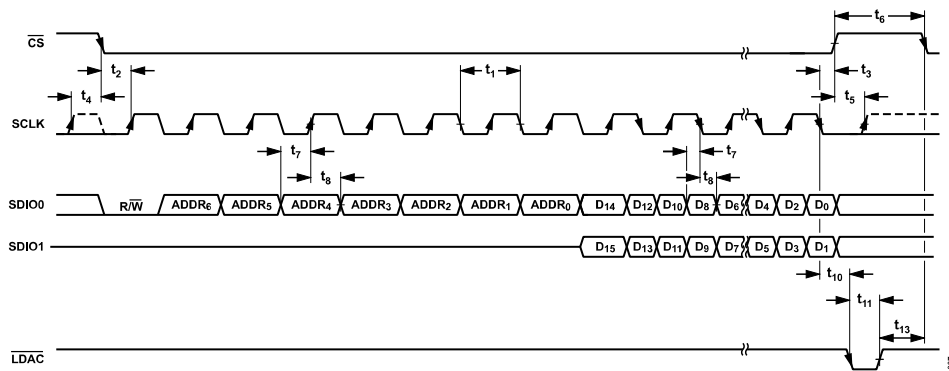 t6
CS
t2
t1
t3
t4
t5
SCLK
t7
t7
t8
t8
SDIO0
R/W
ADDR6
ADDR5
ADDR4
ADDR3
ADDR2
ADDR1
ADDR0
D14
D12
D10
D8
D6
D4
D2
D0
SDIO1
D15
D13
D11
D9
D7
D5
D3
D1
t10
t11
t13
LDAC